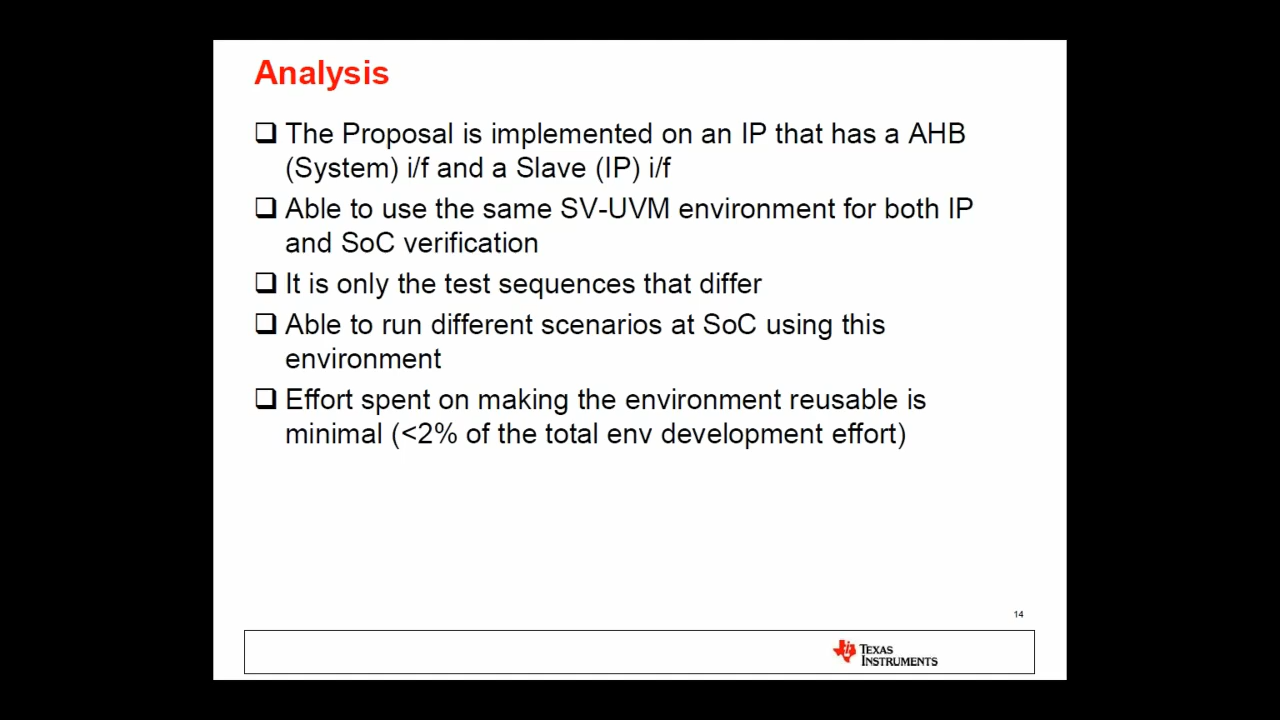 Analysis
The Proposal is implemented on an IP that has a AHB
(System) i/f and a Slave (IP) i/f
Able to use the same SV-UVM environment for both IP
and SoC verification
It is only the test sequences that differ
Able to run different scenarios at SoC using this
environment
Effort spent on making the environment reusable is
minimal (<2% of the total env development effort)
14
TEXAS
INSTRUMENTS